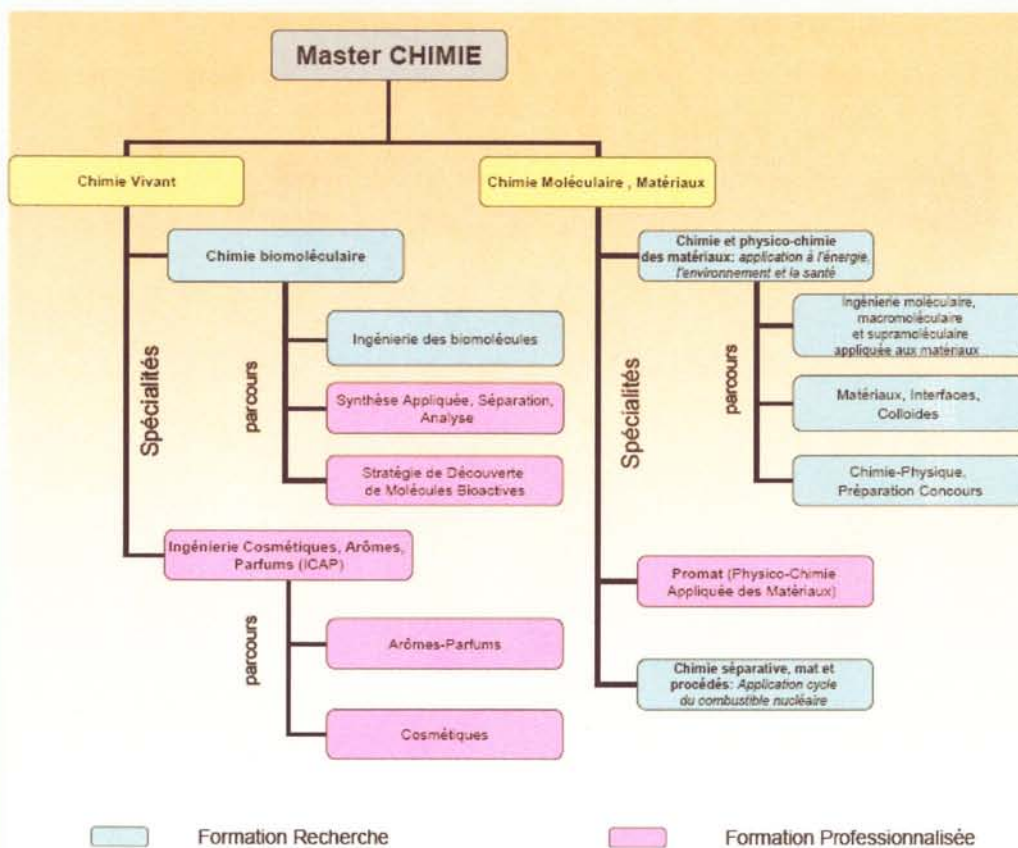 Master CHIMIE
Chimie Vivant
Chimie Moléculaire , Matériaux
Spécialités
Chimie biomoléculaire
parcours
Ingénierie des biomolécules
Synthèse Appliquée, Séparation,
Analyse
Stratégie de Découverte
de Molécules Bioactives
Ingénierie Cosmétiques, Arômes,
Parfums (ICAP)
parcours
Arômes-Parfums
Cosmétiques
Spécialités
Chimie et physico-chimie
des matériaux: application à l'énergie,
l'environnement et la santé
parcours
Ingénierie moléculaire,
macromoléculaire
et supramoléculaire
appliquée aux matériaux
Matériaux, Interfaces,
Colloides
Chimie-Physique,
Préparation Concours
Promat (Physico-Chimie
Appliquée des Matériaux)
Chimie séparative, mat et
procédés: Application cycle
du combustible nucléaire
Formation Recherche
Formation Professionnalisée